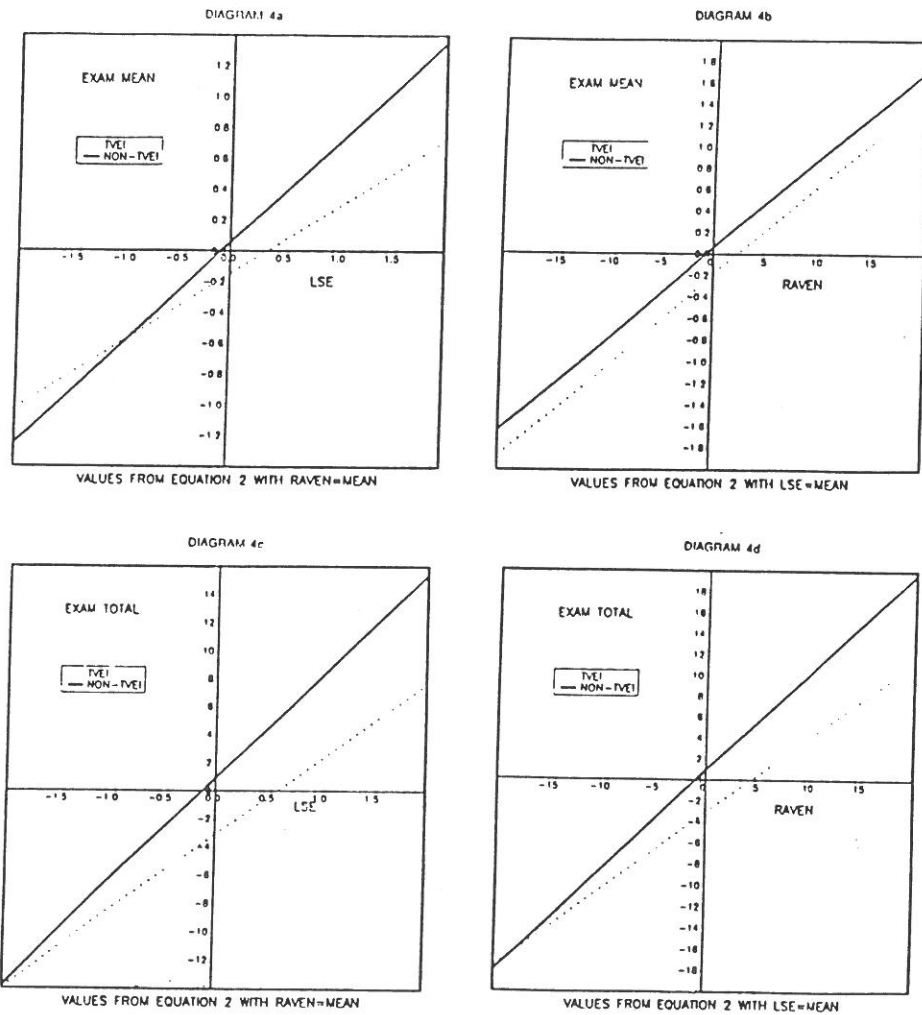 DIAGRAM 4a
EXAM MEAN
TVEI
NON-TVEI
1.2
1.0
0.8
0.6
0.4
0.2
-0.2
-0.4
-0.6
-0.8
-1.0
-1.2
-1.5 -1.0 -0.5 0.0 0.5 1.0 1.5
LSE
VALUES FROM EQUATION 2 WITH RAVEN=MEAN
DIAGRAM 4b
EXAM MEAN
TVEI
NON-TVEI
1.8
1.6
1.4
1.2
1.0
0.8
0.6
0.4
0.2
-0.2
-0.4
-0.6
-0.8
-1.0
-1.2
-1.4
-1.6
-1.8
-15 -10 -5 0 5 10 15
RAVEN
VALUES FROM EQUATION 2 WITH LSE=MEAN
DIAGRAM 4c
EXAM TOTAL
TVEI
NON-TVEI
14
12
10
8
6
4
2
-2
-4
-6
-8
-10
-12
-1.5 -1.0 -0.5 0 0.5 1.0 1.5
LSE
VALUES FROM EQUATION 2 WITH RAVEN=MEAN
DIAGRAM 4d
EXAM TOTAL
TVEI
NON-TVEI
18
16
14
12
10
8
6
4
2
-2
-4
-6
-8
-10
-12
-14
-16
-18
-15 -10 -5 0 5 10 15
RAVEN
VALUES FROM EQUATION 2 WITH LSE=MEAN